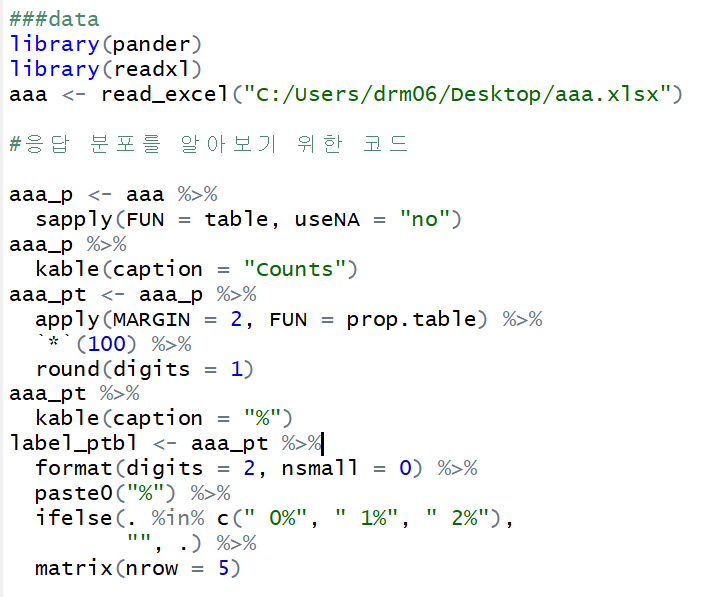 ###data
library(pander)
library(readxl)
aaa <- read_excel("C:/Users/drm06/Desktop/aaa.xlsx")
#응답 분포를 알아보기 위한 코드
aaa_p <- aaa %>%
  sapply(FUN = table, useNA = "no")
aaa_p %>%
  kable(caption = "Counts")
aaa_pt <- aaa_p %>%
  apply(MARGIN = 2, FUN = prop.table) %>%
  `*`(100) %>%
  round(digits = 1)
aaa_pt %>%
  kable(caption = "%")
label_ptbl <- aaa_pt %>%
  format(digits = 2, nsmall = 0) %>%
  paste0("%") %>%
  ifelse(. %in% c(" 0%", " 1%", " 2%"),
         "", .) %>%
  matrix(nrow = 5)